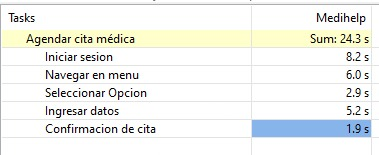 Tasks Medihelp
Agendar cita médica Sum: 24.3 s
Iniciar sesion 8.2 s
Navegar en menu 6.0 s
Seleccionar Opcion 2.9 s
Ingresar datos 5.2 s
Confirmacion de cita 1.9 s